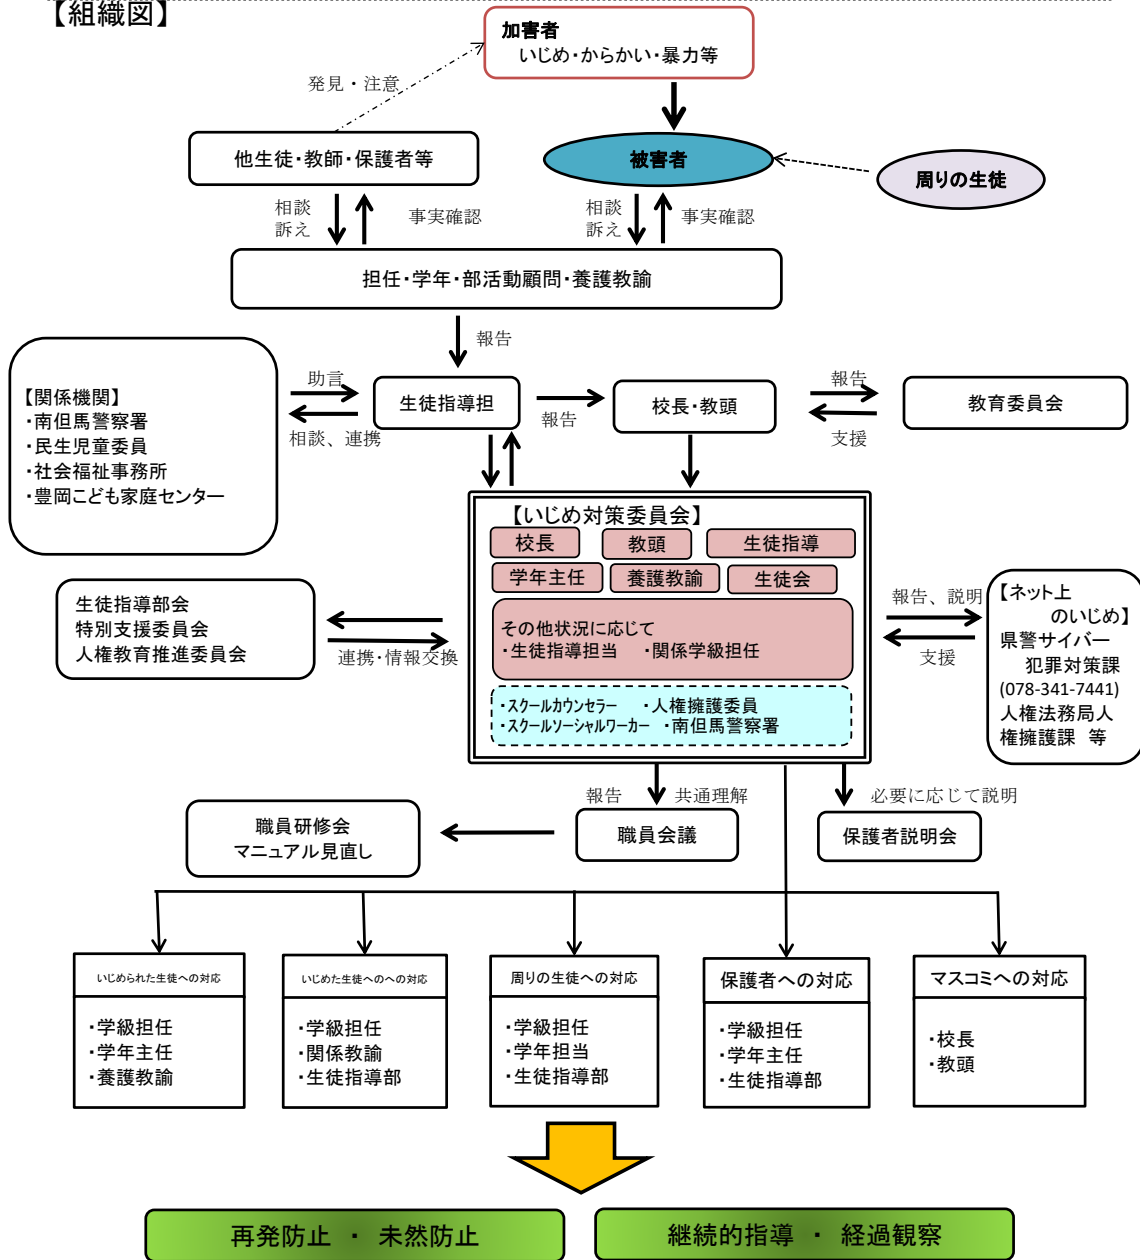 【組織図】
加害者
いじめ・からかい・暴力等
発見・注意
他生徒・教師・保護者等
被害者
周りの生徒
相談
訴え
事実確認
相談
訴え
事実確認
担任・学年・部活動顧問・養護教諭
報告
【関係機関】
・南但馬警察署
・民生児童委員
・社会福祉事務所
・豊岡こども家庭センター
助言
相談、連携
生徒指導担
報告
校長・教頭
報告
支援
教育委員会
【いじめ対策委員会】
校長
教頭
生徒指導
学年主任
養護教諭
生徒会
その他状況に応じて
・生徒指導担当　・関係学級担任
・スクールカウンセラー　・人権擁護委員
・スクールソーシャルワーカー　・南但馬警察署
生徒指導部会
特別支援委員会
人権教育推進委員会
連携・情報交換
報告、説明
支援
【ネット上
のいじめ】
県警サイバー
犯罪対策課
(078-341-7441)
人権法務局人
権擁護課 等
報告
共通理解
必要に応じて説明
職員研修会
マニュアル見直し
職員会議
保護者説明会
いじめられた生徒への対応
・学級担任
・学年主任
・養護教諭
いじめた生徒へのへの対応
・学級担任
・関係教諭
・生徒指導部
周りの生徒への対応
・学級担任
・学年担当
・生徒指導部
保護者への対応
・学級担任
・学年主任
・生徒指導部
マスコミへの対応
・校長
・教頭
再発防止 ・ 未然防止
継続的指導 ・ 経過観察